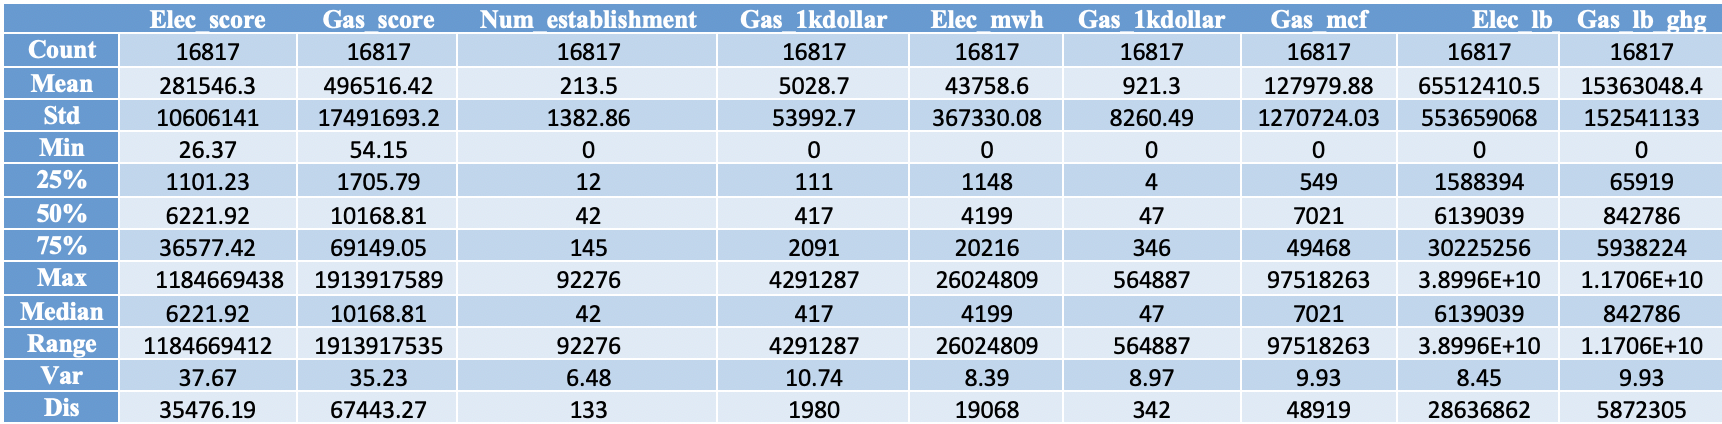 Elec_score Gas_score Num_establishment Gas_1kdollar Elec_mwh Gas_1kdollar Gas_mcf Elec_lb_ Gas_lb_ghg
Count 16817 16817 16817 16817 16817 16817 16817 16817 16817
Mean 281546.3 496516.42 213.5 5028.7 43758.6 921.3 127979.88 65512410.5 15363048.4
Std 10606141 17491693.2 1382.86 53992.7 367330.08 8260.49 1270724.03 553659068 152541133
Min 26.37 54.15 0 0 0 0 0 0 0
25% 1101.23 1705.79 12 111 1148 4 549 1588394 65919
50% 6221.92 10168.81 42 417 4199 47 7021 6139039 842786
75% 36577.42 69149.05 145 2091 20216 346 49468 30225256 5938224
Max 1184669438 1913917589 92276 4291287 26024809 564887 97518263 3.8996E+10 1.1706E+10
Median 6221.92 10168.81 42 417 4199 47 7021 6139039 842786
Range 1184669412 1913917535 92276 4291287 26024809 564887 97518263 3.8996E+10 1.1706E+10
Var 37.67 35.23 6.48 10.74 8.39 8.97 9.93 8.45 9.93
Dis 35476.19 67443.27 133 1980 19068 342 48919 28636862 5872305